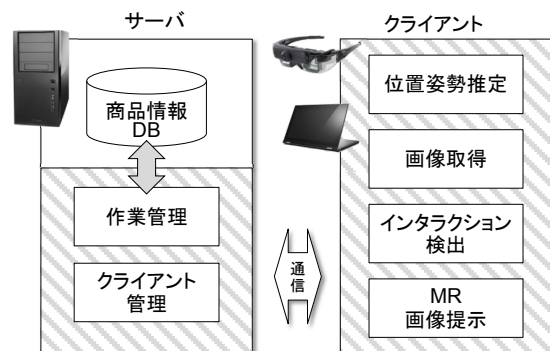 サーバ
商品情報
DB
作業管理
クライアント
管理
通
信
クライアント
位置姿勢推定
画像取得
インタラクション
検出
MR
画像提示